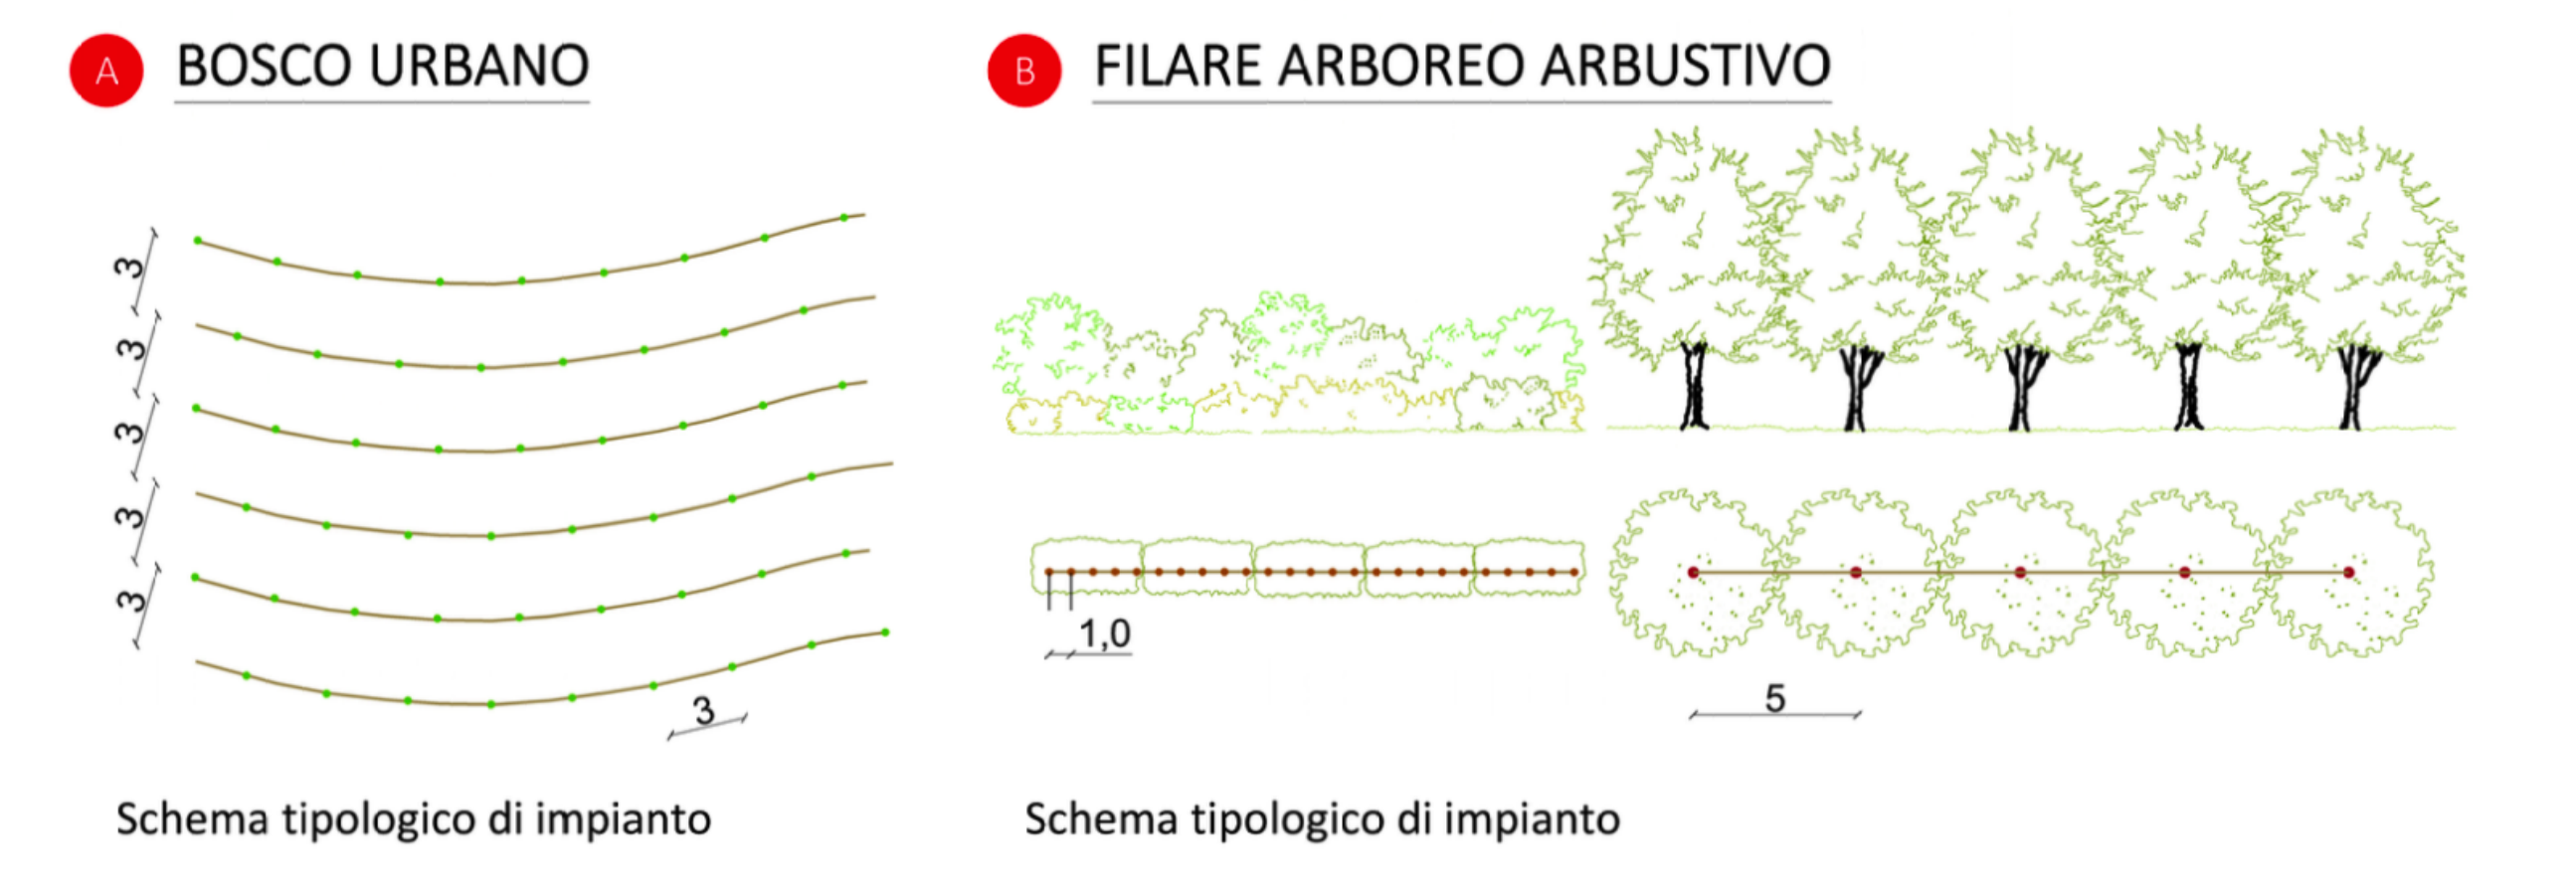 A BOSCO URBANO
3
3
3
3
3
3
Schema tipologico di impianto
B FILARE ARBOREO ARBUSTIVO
1,0
5
Schema tipologico di impianto